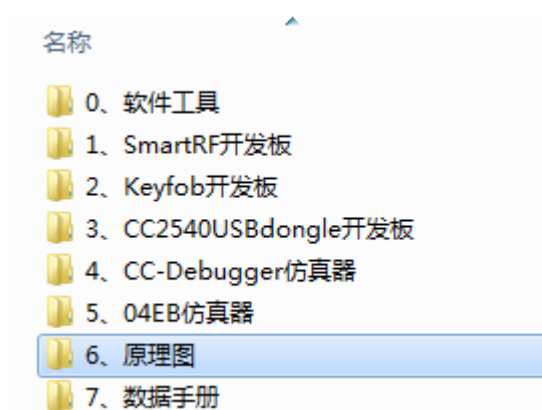 名称
0、软件工具
1、SmartRF开发板
2、Keyfob开发板
3、CC2540USBdongle开发板
4、CC-Debugger仿真器
5、04EB仿真器
6、原理图
7、数据手册